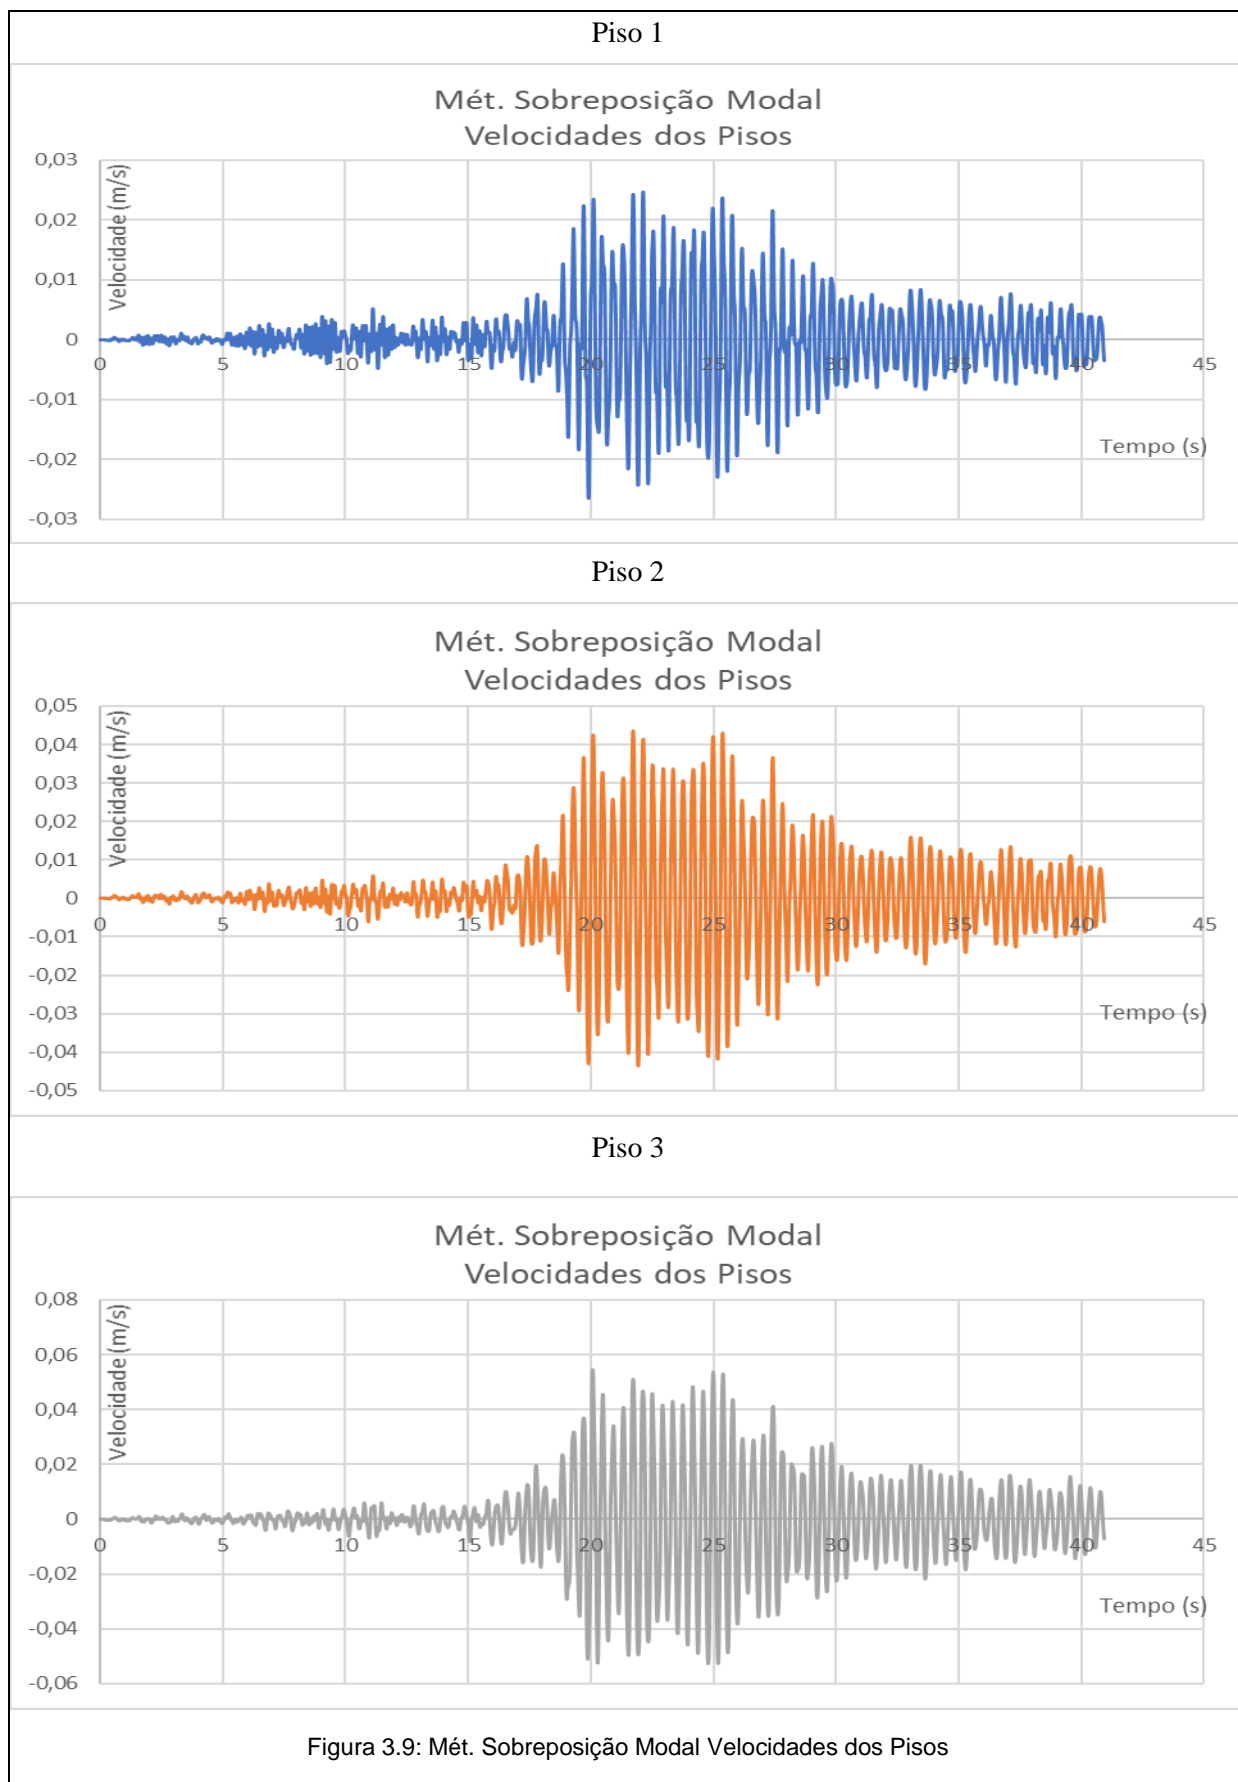 Piso 1
Mét. Sobreposição Modal
Velocidades dos Pisos
Velocidade (m/s)
0,03
0,02
0,01
0
-0,01
-0,02
-0,03
0 5 10 15 20 25 30 35 40 45
Tempo (s)
Piso 2
Mét. Sobreposição Modal
Velocidades dos Pisos
Velocidade (m/s)
0,05
0,04
0,03
0,02
0,01
0
-0,01
-0,02
-0,03
-0,04
-0,05
0 5 10 15 20 25 30 35 40 45
Tempo (s)
Piso 3
Mét. Sobreposição Modal
Velocidades dos Pisos
Velocidade (m/s)
0,08
0,06
0,04
0,02
0
-0,02
-0,04
-0,06
0 5 10 15 20 25 30 35 40 45
Tempo (s)
Figura 3.9: Mét. Sobreposição Modal Velocidades dos Pisos